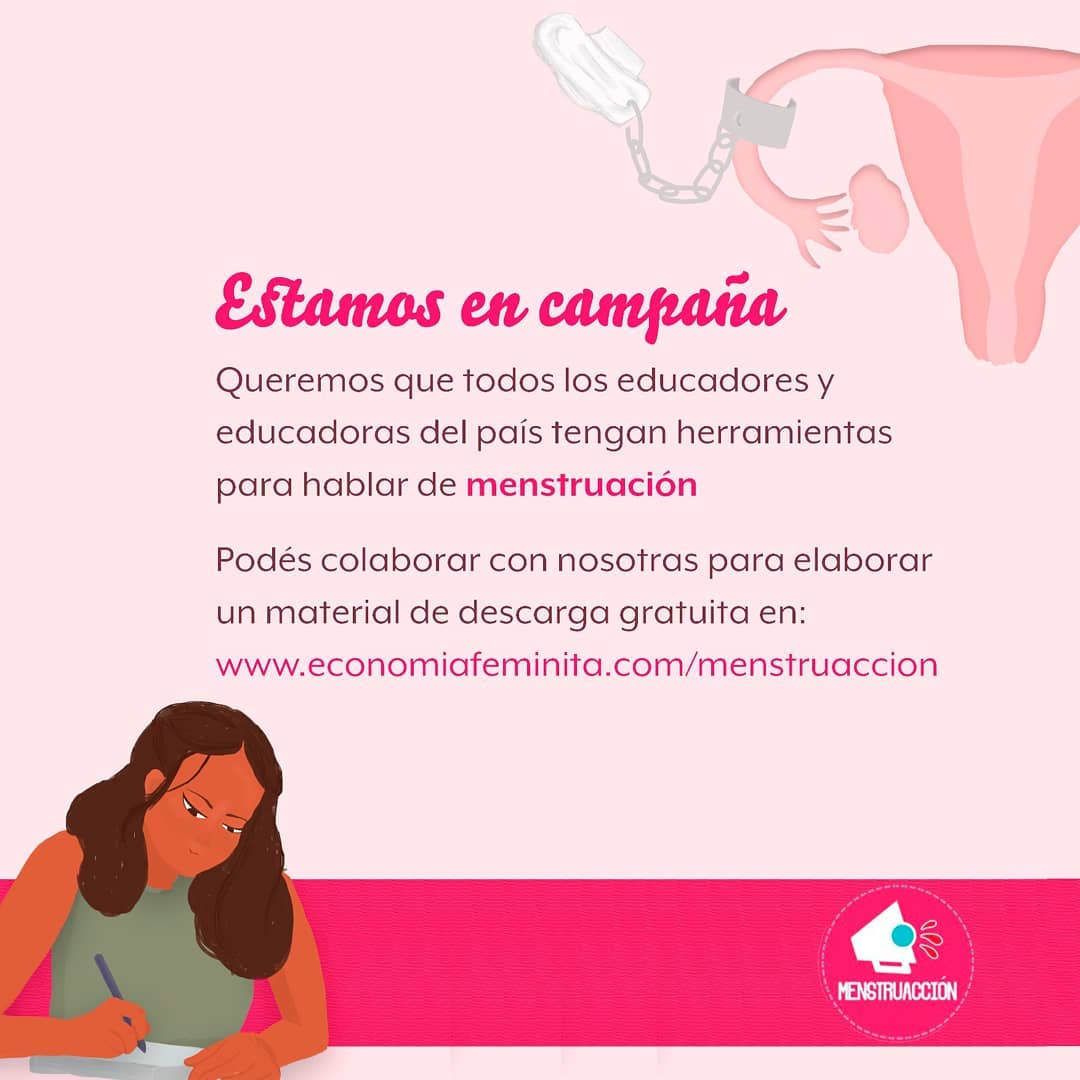 Estamos en campaña
Queremos que todos los educadores y
educadoras del país tengan herramientas
para hablar de menstruación
Podés colaborar con nosotras para elaborar
un material de descarga gratuita en:
www.economiafeminita.com/menstruaccion
MENSTRUACCIÓN